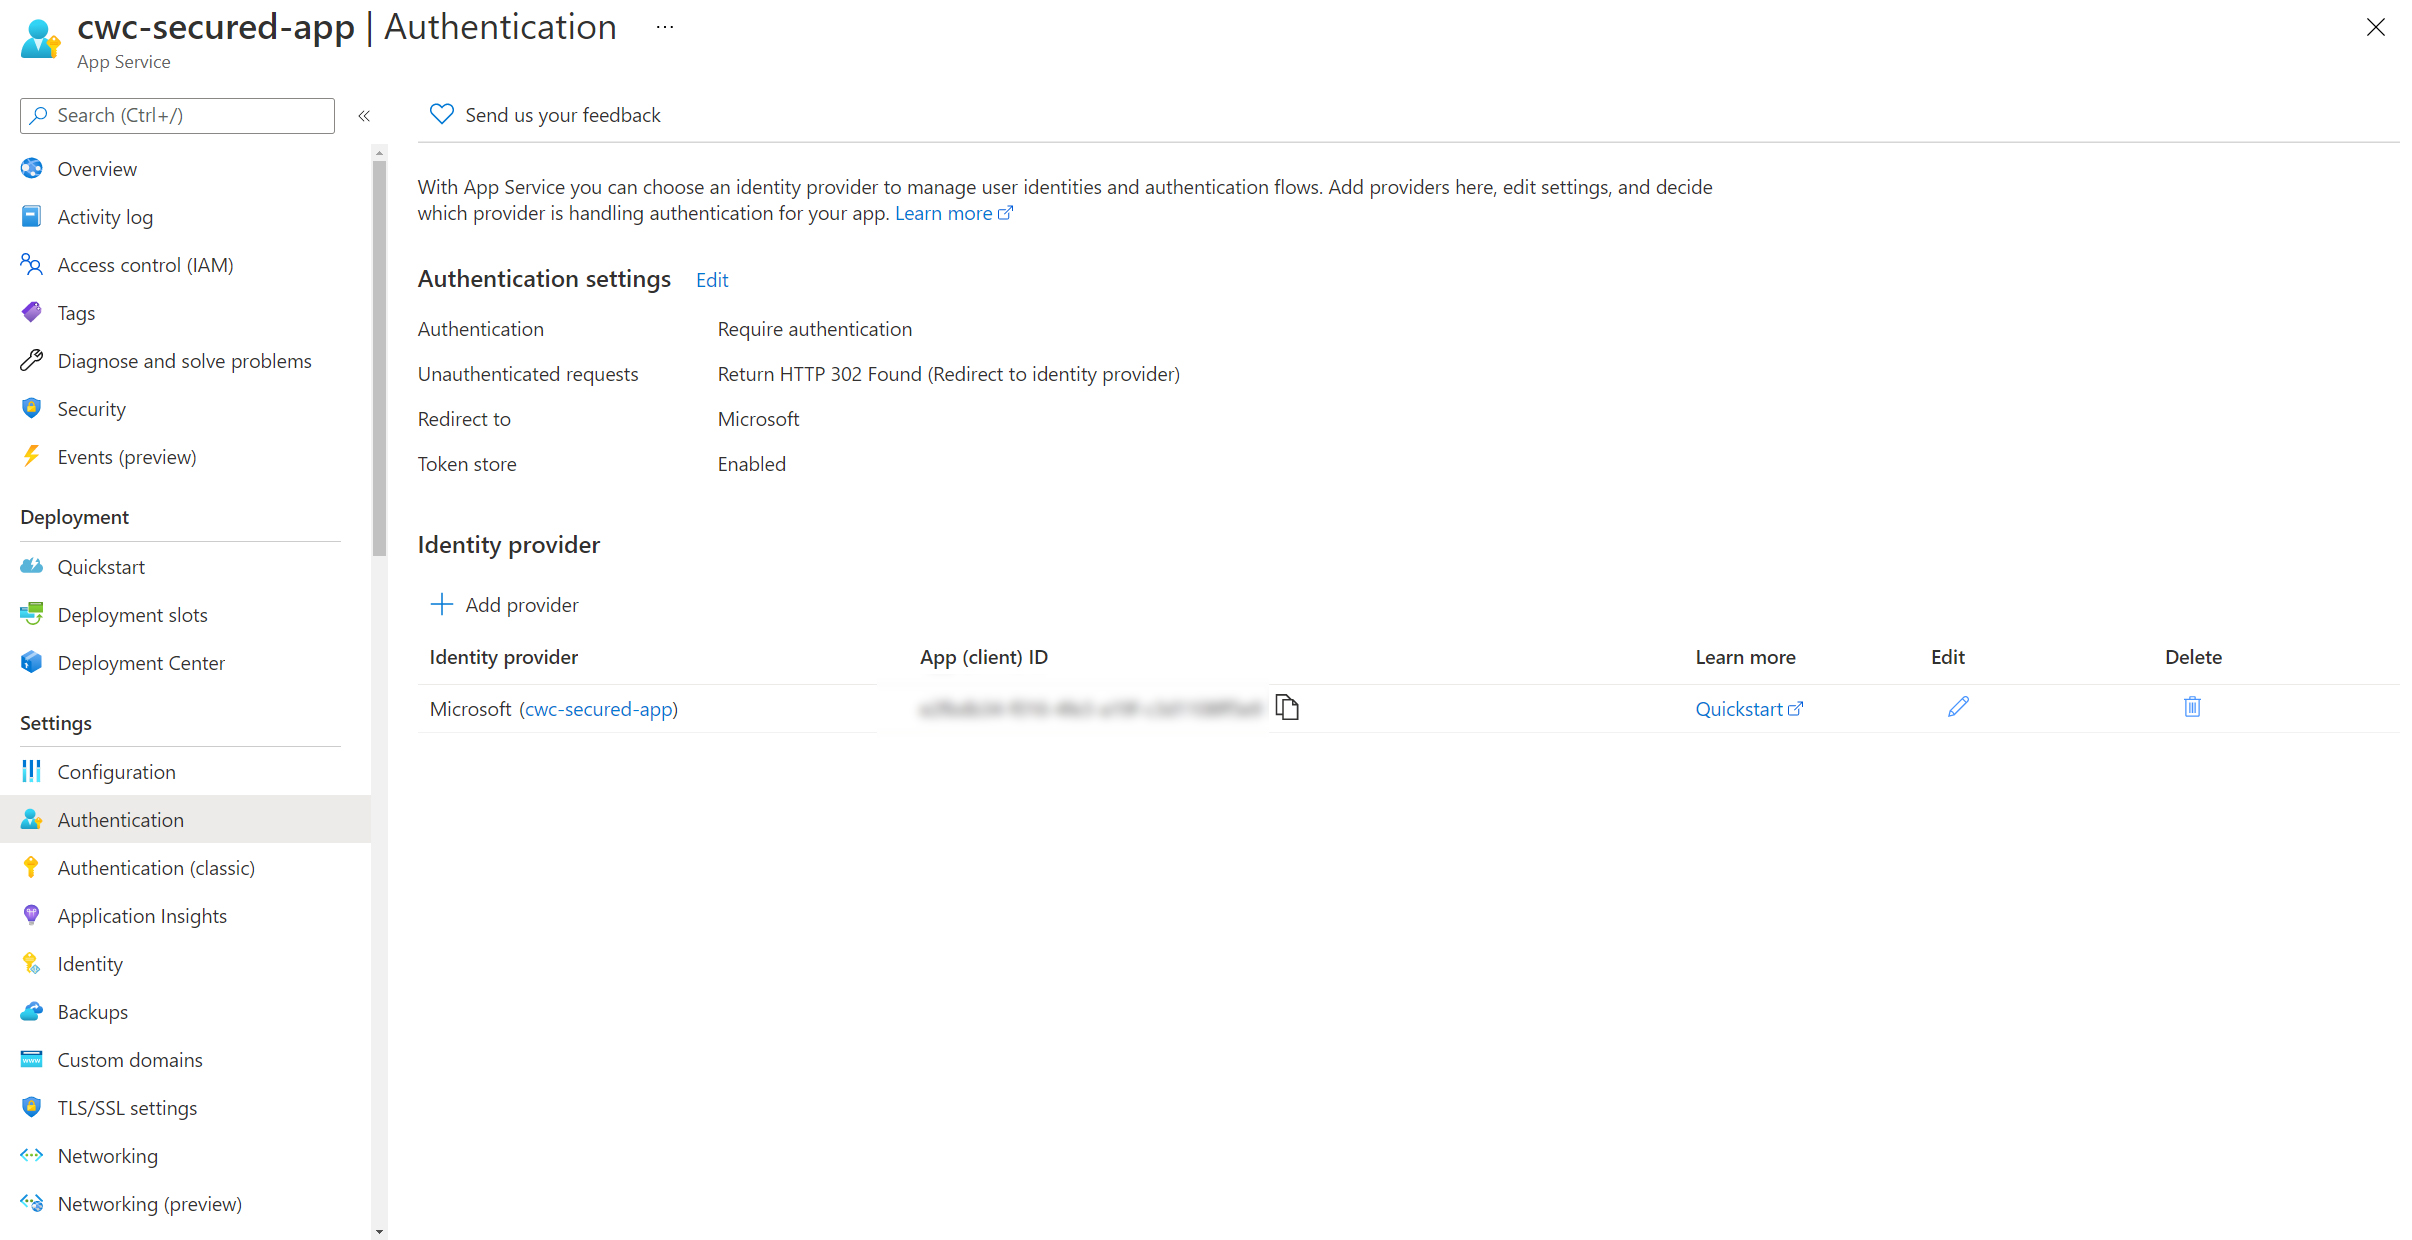 cwc-secured-app | Authentication ...
App Service
Search (Ctrl+/) «
Overview
Activity log
Access control (IAM)
Tags
Diagnose and solve problems
Security
Events (preview)
Deployment
Quickstart
Deployment slots
Deployment Center
Settings
Configuration
Authentication
Authentication (classic)
Application Insights
Identity
Backups
Custom domains
TLS/SSL settings
Networking
Networking (preview)
Send us your feedback
With App Service you can choose an identity provider to manage user identities and authentication flows. Add providers here, edit settings, and decide
which provider is handling authentication for your app. Learn more
Authentication settings Edit
Authentication Require authentication
Unauthenticated requests Return HTTP 302 Found (Redirect to identity provider)
Redirect to Microsoft
Token store Enabled
Identity provider
Add provider
Identity provider App (client) ID Learn more Edit Delete
Microsoft (cwc-secured-app) Quickstart